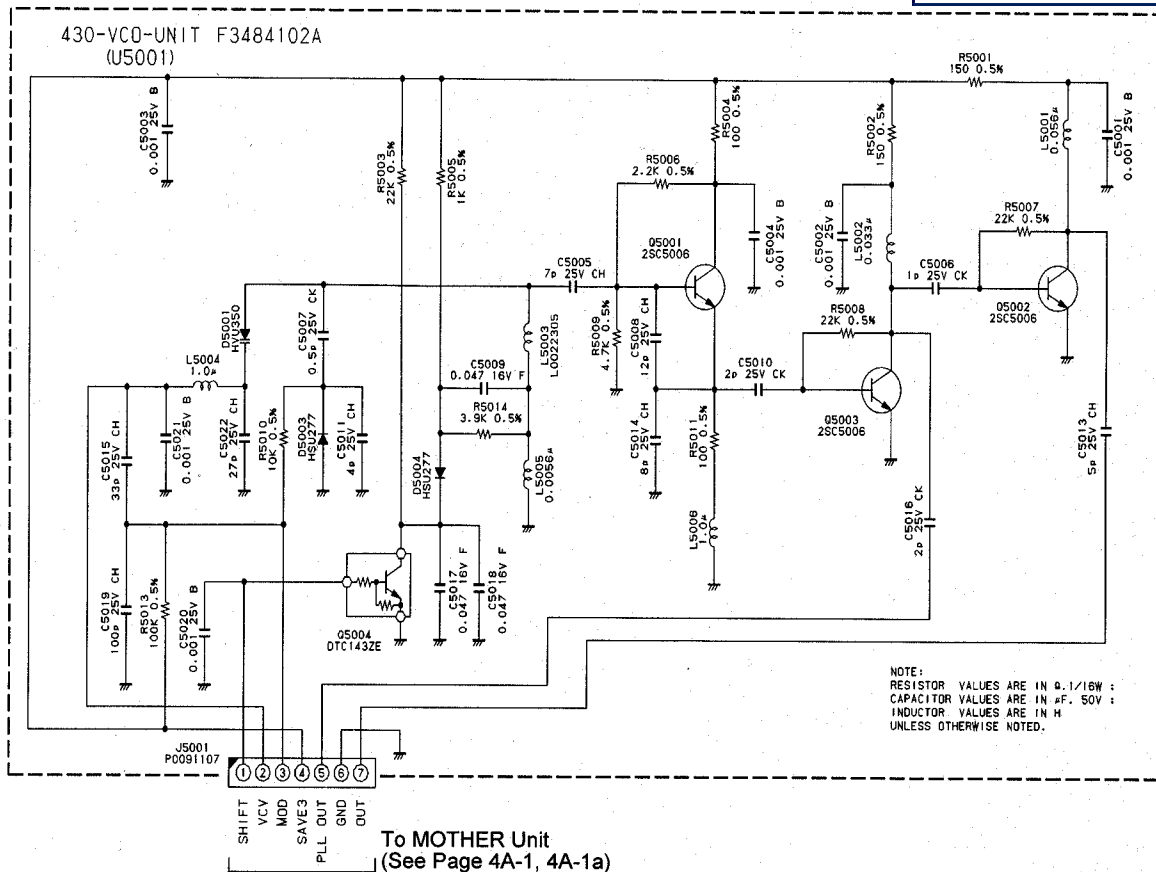 430-VCO-UNIT F3484102A
(U5001)
C5003
0.001 25V B
R5003
22K 0.5%
R5005
1K 0.5%
R5006
2.2K 0.5%
R5004
100 0.5%
R5001
150 0.5%
R5002
150 0.5%
L5001
0.056µ
C5001
0.001 25V B
Q5001
2SC5006
C5004
0.001 25V B
C5002
0.001 25V B
L5002
0.033µ
R5007
22K 0.5%
C5005
7p 25V CH
C5006
1p 25V CK
Q5002
2SC5006
D5001
HVU350
C5007
0.5p 25V CK
L5003
L0022305
R5009
4.7K 0.5%
C5008
12p 25V CH
R5008
22K 0.5%
L5004
1.0µ
C5009
0.047 16V F
C5010
2p 25V CK
Q5003
2SC5006
C5015
33p 25V CH
C5021
0.001 25V B
C5022
27p 25V CH
R5010
10K 0.5%
D5003
HSU277
C5011
4p 25V CH
R5014
3.9K 0.5%
D5004
HSU277
L5005
0.0056µ
C5014
8p 25V CH
R5011
100 0.5%
C5013
5p 25V CH
L5006
1.0µ
C5016
2p 25V CK
C5019
100p 25V CH
R5013
100K 0.5%
C5020
0.001 25V B
Q5004
DTC143ZE
C5017
0.047 16V F
C5018
0.047 16V F
NOTE:
RESISTOR VALUES ARE IN Ω. 1/16W ;
CAPACITOR VALUES ARE IN µF. 50V ;
INDUCTOR VALUES ARE IN H
UNLESS OTHERWISE NOTED.
J5001
P0091107
1 2 3 4 5 6 7
SHIFT
VCV
MOD
SAVE3
PLL OUT
GND
OUT
To MOTHER Unit
(See Page 4A-1, 4A-1a)